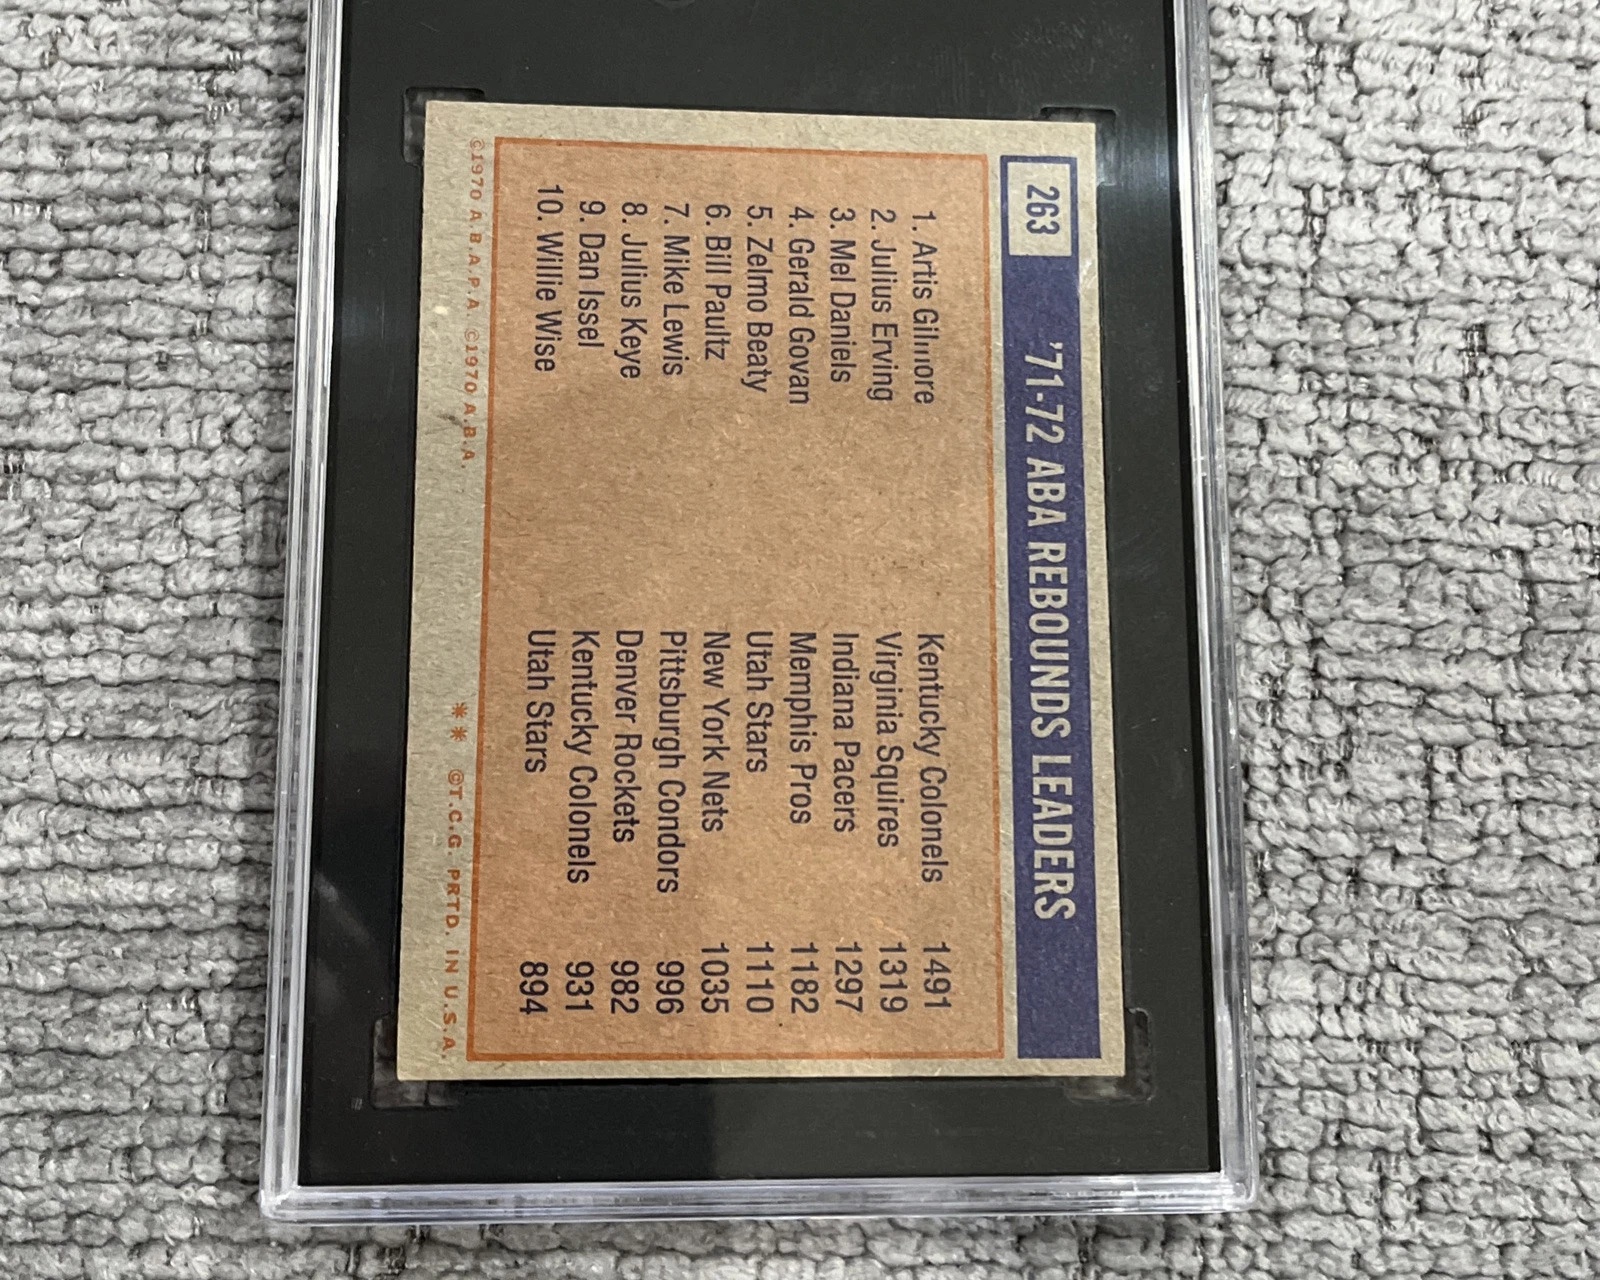 263 '71-72 ABA REBOUNDS LEADERS
1. Artis Gilmore Kentucky Colonels 1491
2. Julius Erving Virginia Squires 1319
3. Mel Daniels Indiana Pacers 1297
4. Gerald Govan Memphis Pros 1182
5. Zelmo Beaty Utah Stars 1110
6. Bill Paultz New York Nets 1035
7. Mike Lewis Pittsburgh Condors 996
8. Julius Keye Denver Rockets 982
9. Dan Issel Kentucky Colonels 931
10. Willie Wise Utah Stars 894
©1970 A.B.A.P.A. ©1970 A.B.A. ** ©T.C.G. PRTD. IN U.S.A.